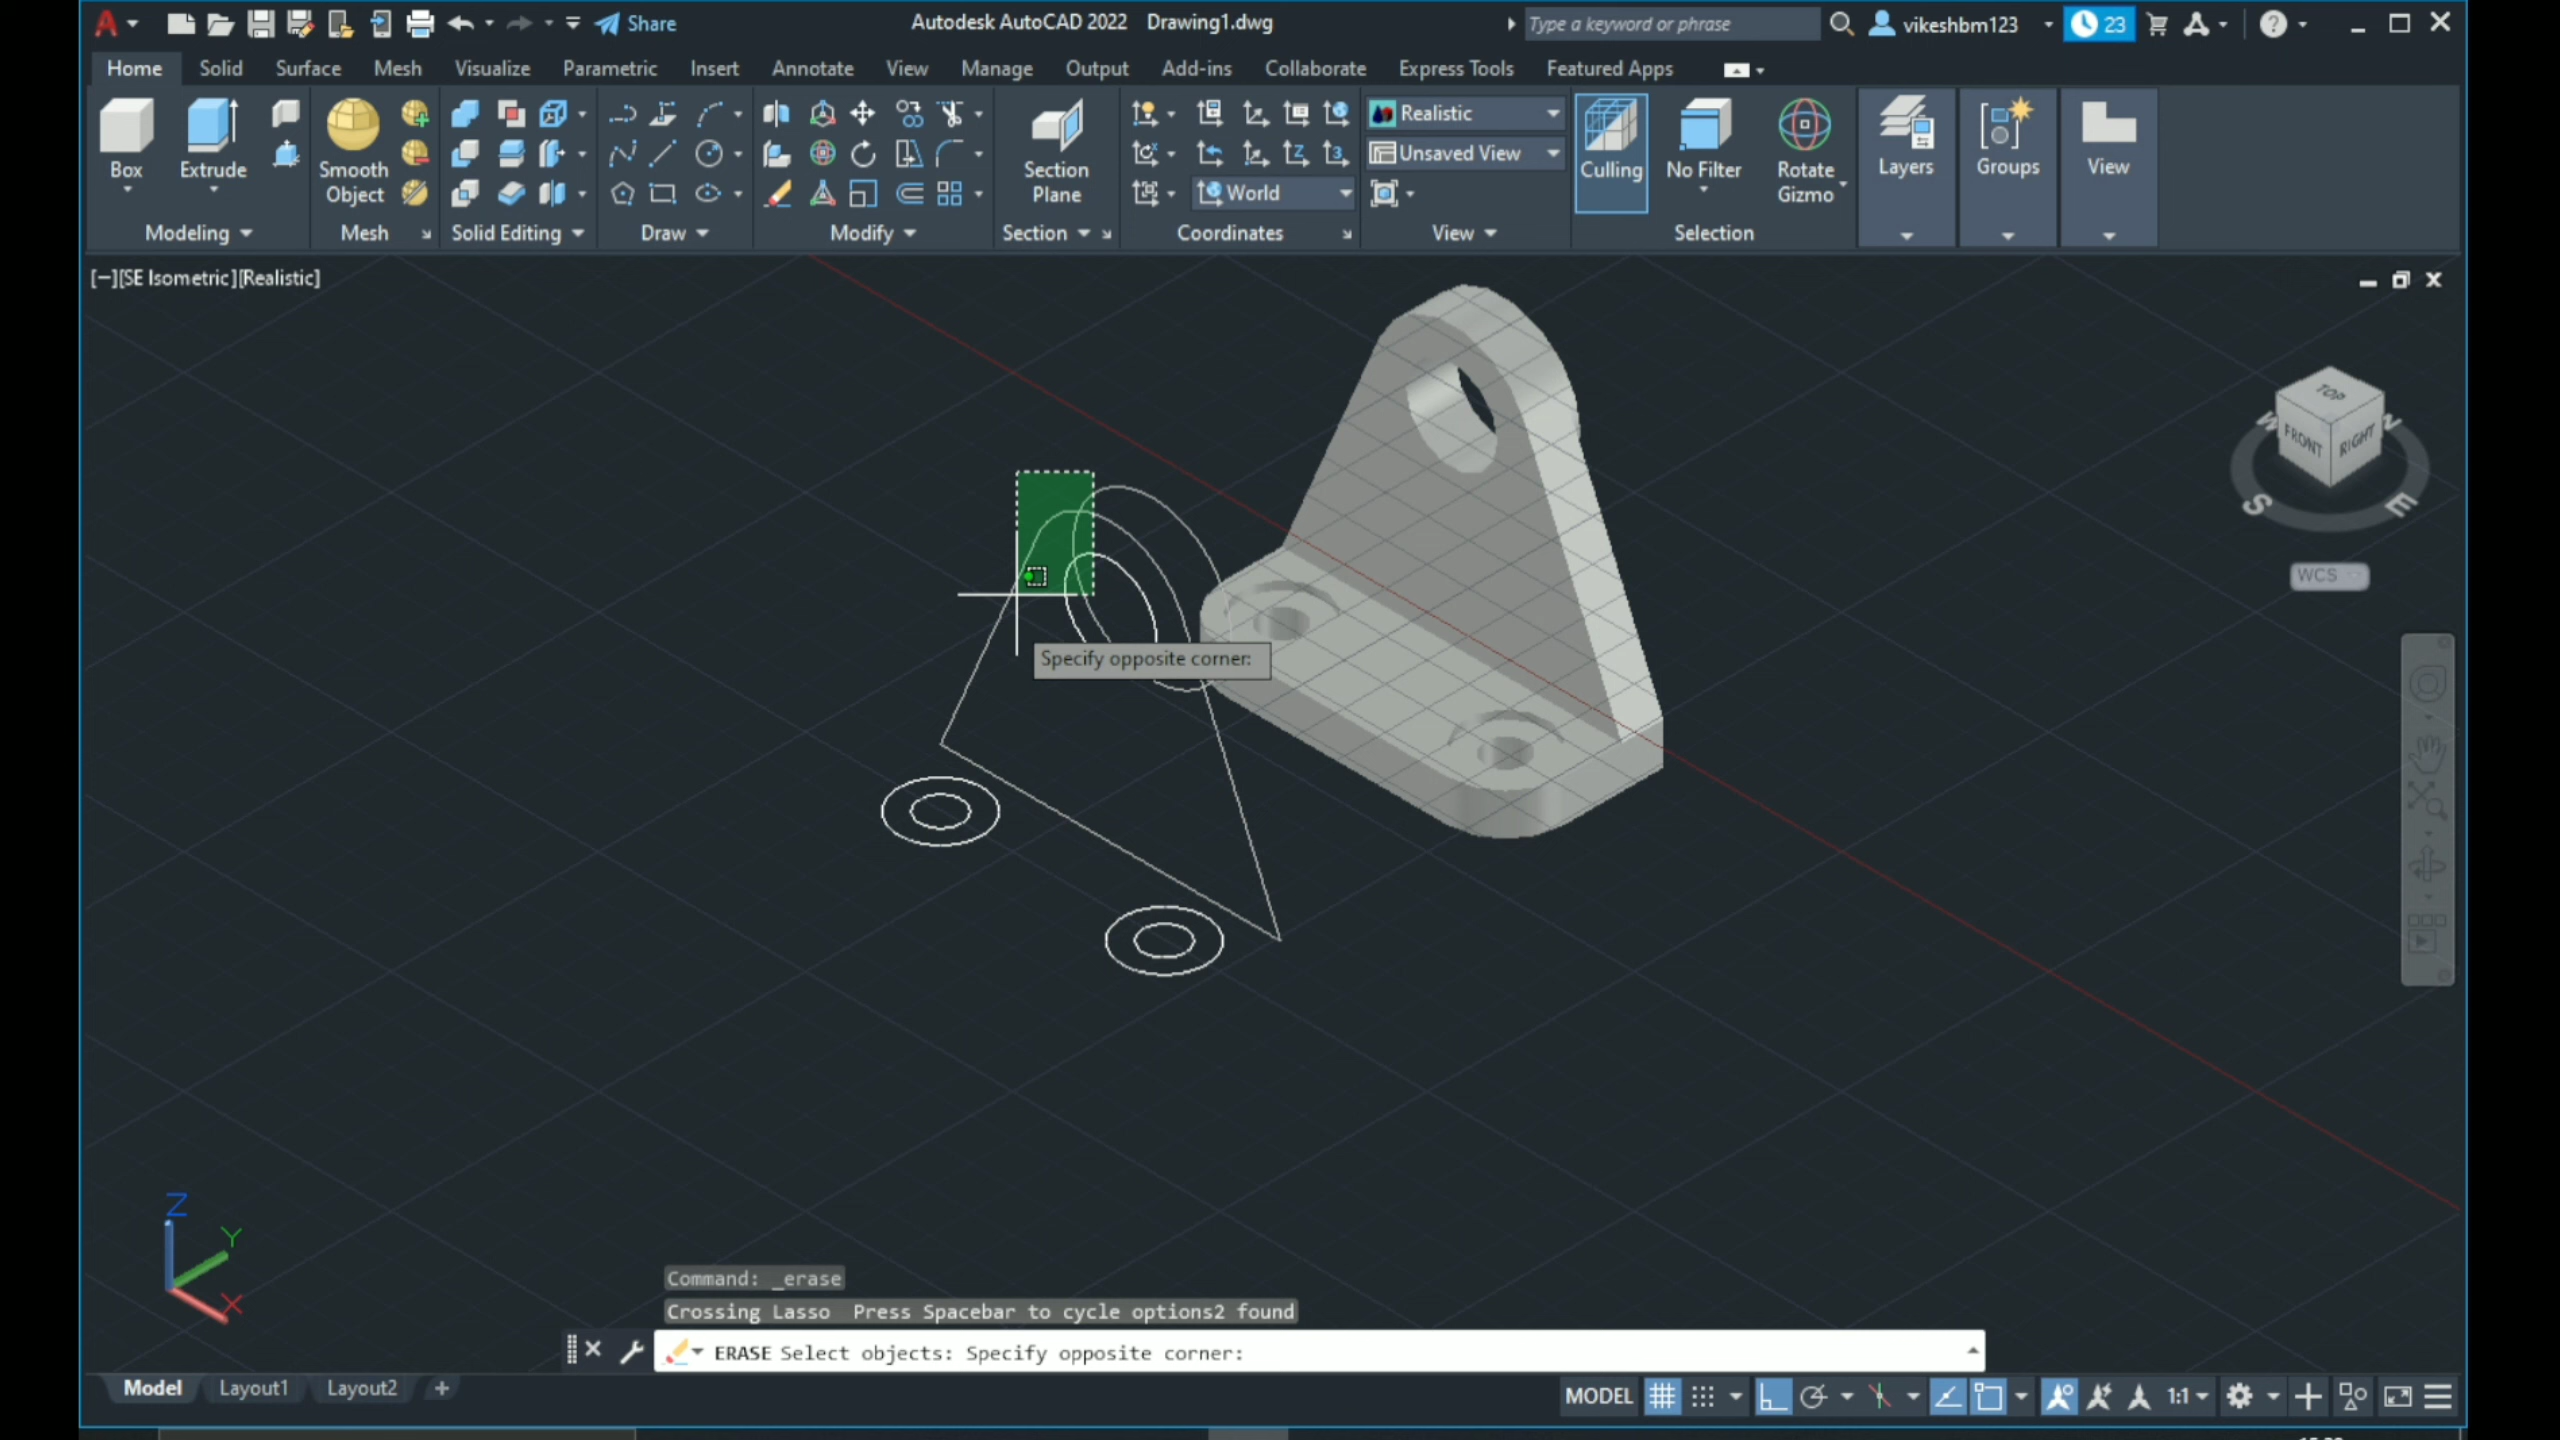 Share
Autodesk AutoCAD 2022 Drawing1.dwg
Type a keyword or phrase
vikeshbm123
23
Home Solid Surface Mesh Visualize Parametric Insert Annotate View Manage Output Add-ins Collaborate Express Tools Featured Apps
Box
Extrude
Smooth Object
Section Plane
World
Realistic
Unsaved View
Culling
No Filter
Rotate Gizmo
Layers
Groups
View
Modeling
Mesh
Solid Editing
Draw
Modify
Section
Coordinates
View
Selection
[−][SE Isometric][Realistic]
TOP
FRONT
RIGHT
W
N
S
E
WCS
Specify opposite corner:
Z
Y
X
Command: _erase
Crossing Lasso  Press Spacebar to cycle options2 found
ERASE Select objects: Specify opposite corner:
Model Layout1 Layout2 +
MODEL
1:1